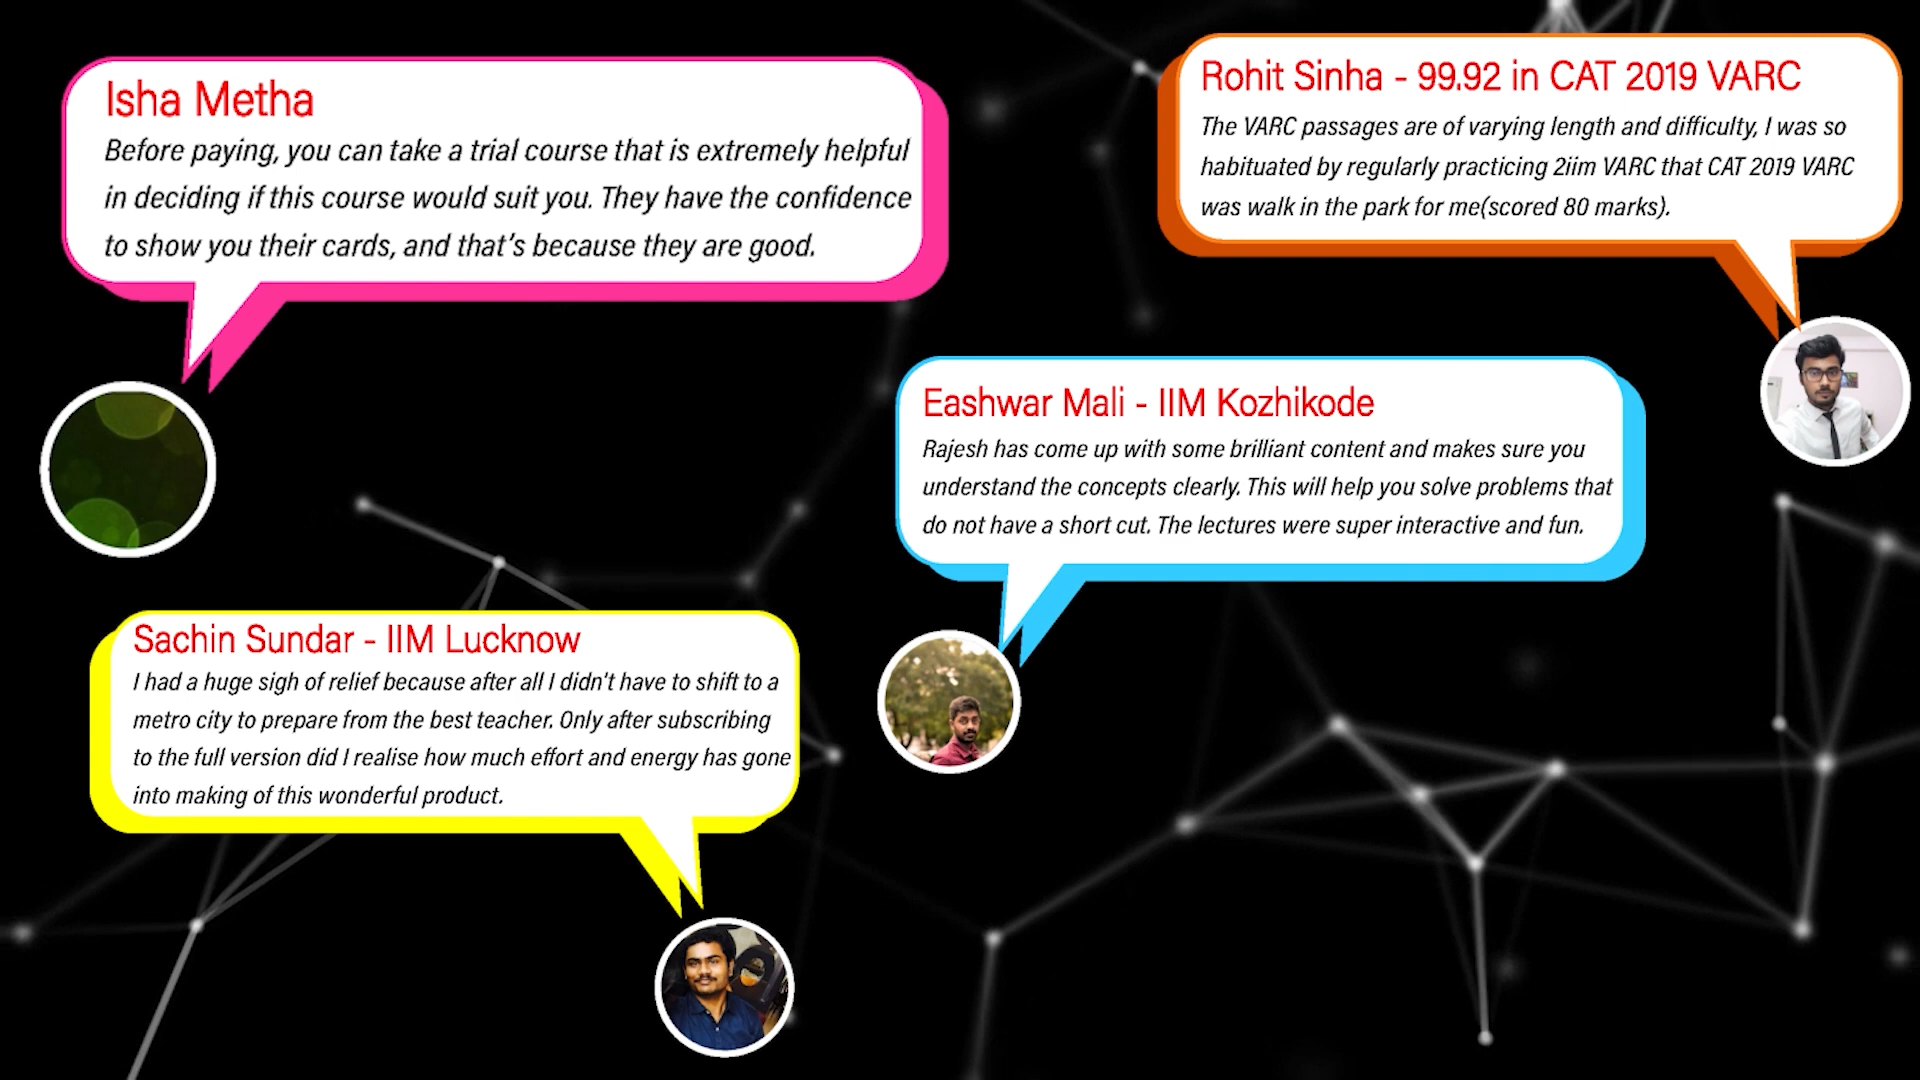 Isha Metha
Before paying, you can take a trial course that is extremely helpful
in deciding if this course would suit you. They have the confidence
to show you their cards, and that's because they are good.
Rohit Sinha - 99.92 in CAT 2019 VARC
The VARC passages are of varying length and difficulty, I was so
habituated by regularly practicing 2iim VARC that CAT 2019 VARC
was walk in the park for me(scored 80 marks).
Eashwar Mali - IIM Kozhikode
Rajesh has come up with some brilliant content and makes sure you
understand the concepts clearly. This will help you solve problems that
do not have a short cut. The lectures were super interactive and fun.
Sachin Sundar - IIM Lucknow
I had a huge sigh of relief because after all I didn't have to shift to a
metro city to prepare from the best teacher. Only after subscribing
to the full version did I realise how much effort and energy has gone
into making of this wonderful product.